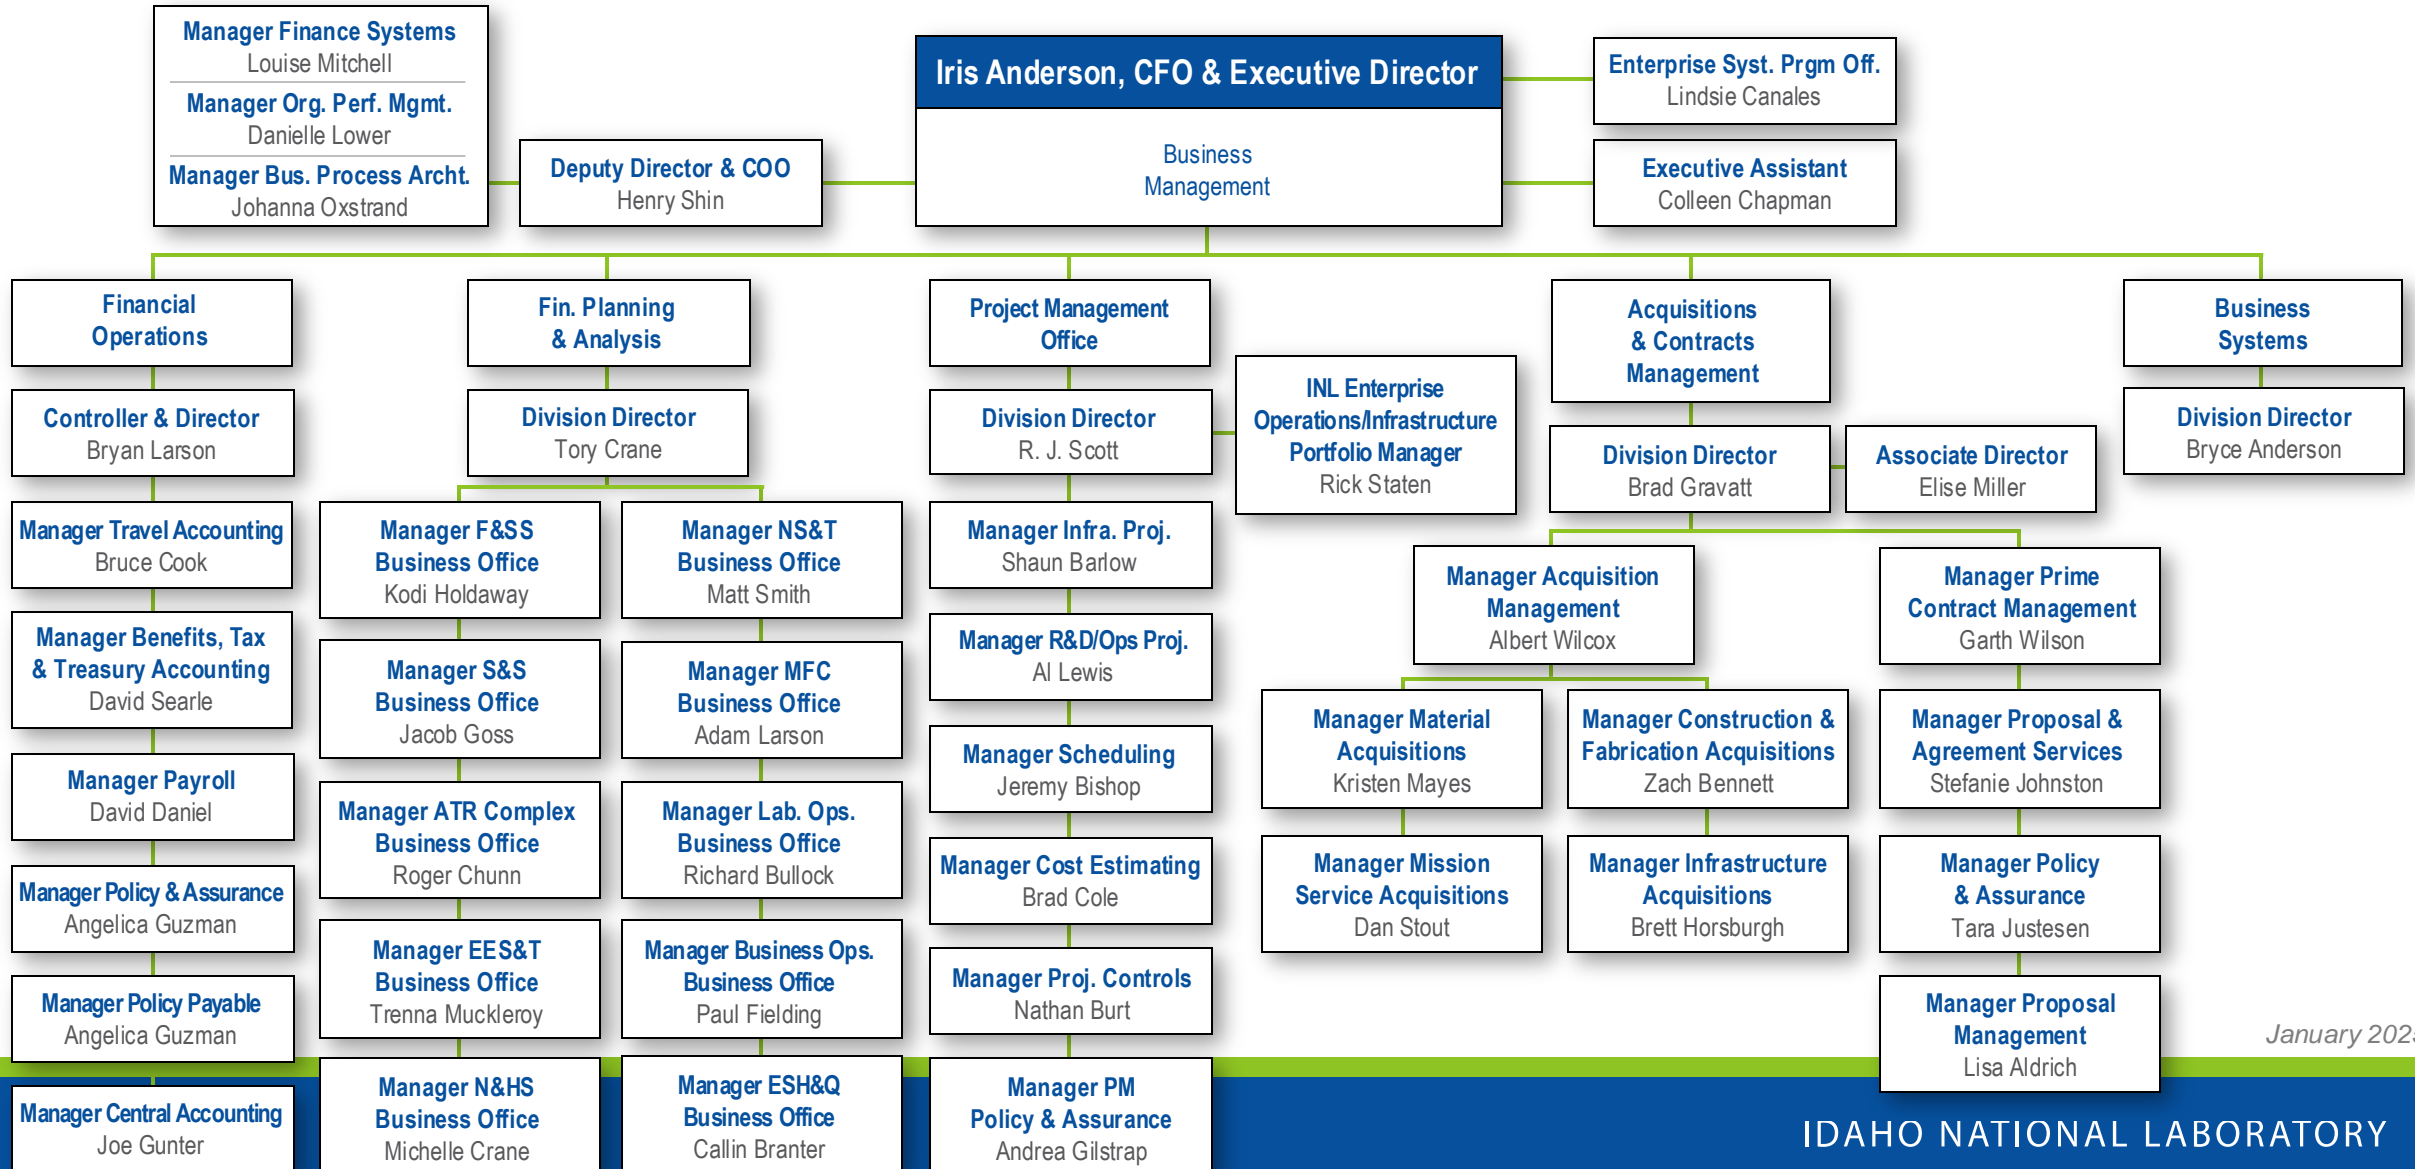 Manager Finance Systems
Louise Mitchell
Manager Org. Perf. Mgmt.
Danielle Lower
Manager Bus. Process Archt.
Johanna Oxstrand
Deputy Director & COO
Henry Shin
Iris Anderson, CFO & Executive Director
Business
Management
Enterprise Syst. Prgm Off.
Lindsie Canales
Executive Assistant
Colleen Chapman
Financial
Operations
Controller & Director
Bryan Larson
Manager Travel Accounting
Bruce Cook
Manager Benefits, Tax
& Treasury Accounting
David Searle
Manager Payroll
David Daniel
Manager Policy & Assurance
Angelica Guzman
Manager Policy Payable
Angelica Guzman
Manager Central Accounting
Joe Gunter
Fin. Planning
& Analysis
Division Director
Tory Crane
Manager F&SS
Business Office
Kodi Holdaway
Manager S&S
Business Office
Jacob Goss
Manager ATR Complex
Business Office
Roger Chunn
Manager EES&T
Business Office
Trenna Muckleroy
Manager N&HS
Business Office
Michelle Crane
Manager NS&T
Business Office
Matt Smith
Manager MFC
Business Office
Adam Larson
Manager Lab. Ops.
Business Office
Richard Bullock
Manager Business Ops.
Business Office
Paul Fielding
Manager ESH&Q
Business Office
Callin Branter
Project Management
Office
Division Director
R. J. Scott
INL Enterprise
Operations/Infrastructure
Portfolio Manager
Rick Staten
Manager Infra. Proj.
Shaun Barlow
Manager R&D/Ops Proj.
Al Lewis
Manager Scheduling
Jeremy Bishop
Manager Cost Estimating
Brad Cole
Manager Proj. Controls
Nathan Burt
Manager PM
Policy & Assurance
Andrea Gilstrap
Acquisitions
& Contracts
Management
Division Director
Brad Gravatt
Associate Director
Elise Miller
Manager Acquisition
Management
Albert Wilcox
Manager Material
Acquisitions
Kristen Mayes
Manager Mission
Service Acquisitions
Dan Stout
Manager Construction &
Fabrication Acquisitions
Zach Bennett
Manager Infrastructure
Acquisitions
Brett Horsburgh
Manager Prime
Contract Management
Garth Wilson
Manager Proposal &
Agreement Services
Stefanie Johnston
Manager Policy
& Assurance
Tara Justesen
Manager Proposal
Management
Lisa Aldrich
Business
Systems
Division Director
Bryce Anderson
January 2025
IDAHO NATIONAL LABORATORY